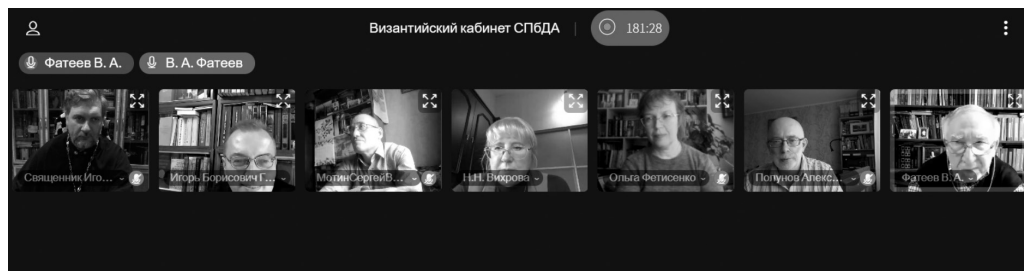 Византийский кабинет СПбДА | 181:28
Фатеев В. А. В. А. Фатеев
Священник Иго... Игорь Борисович Г... МотинСергейВ... Н.Н. Вихрова Ольга Фетисенко Попунов Алекс... Фатеев В. А.